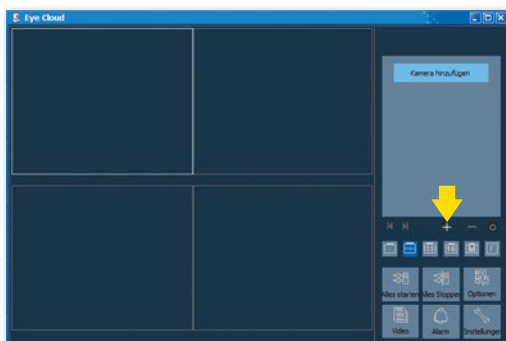 Eye Cloud
Kamera hinzufügen
Alles starten
Alles Stoppen
Optionen
Video
Alarm
Einstellungen